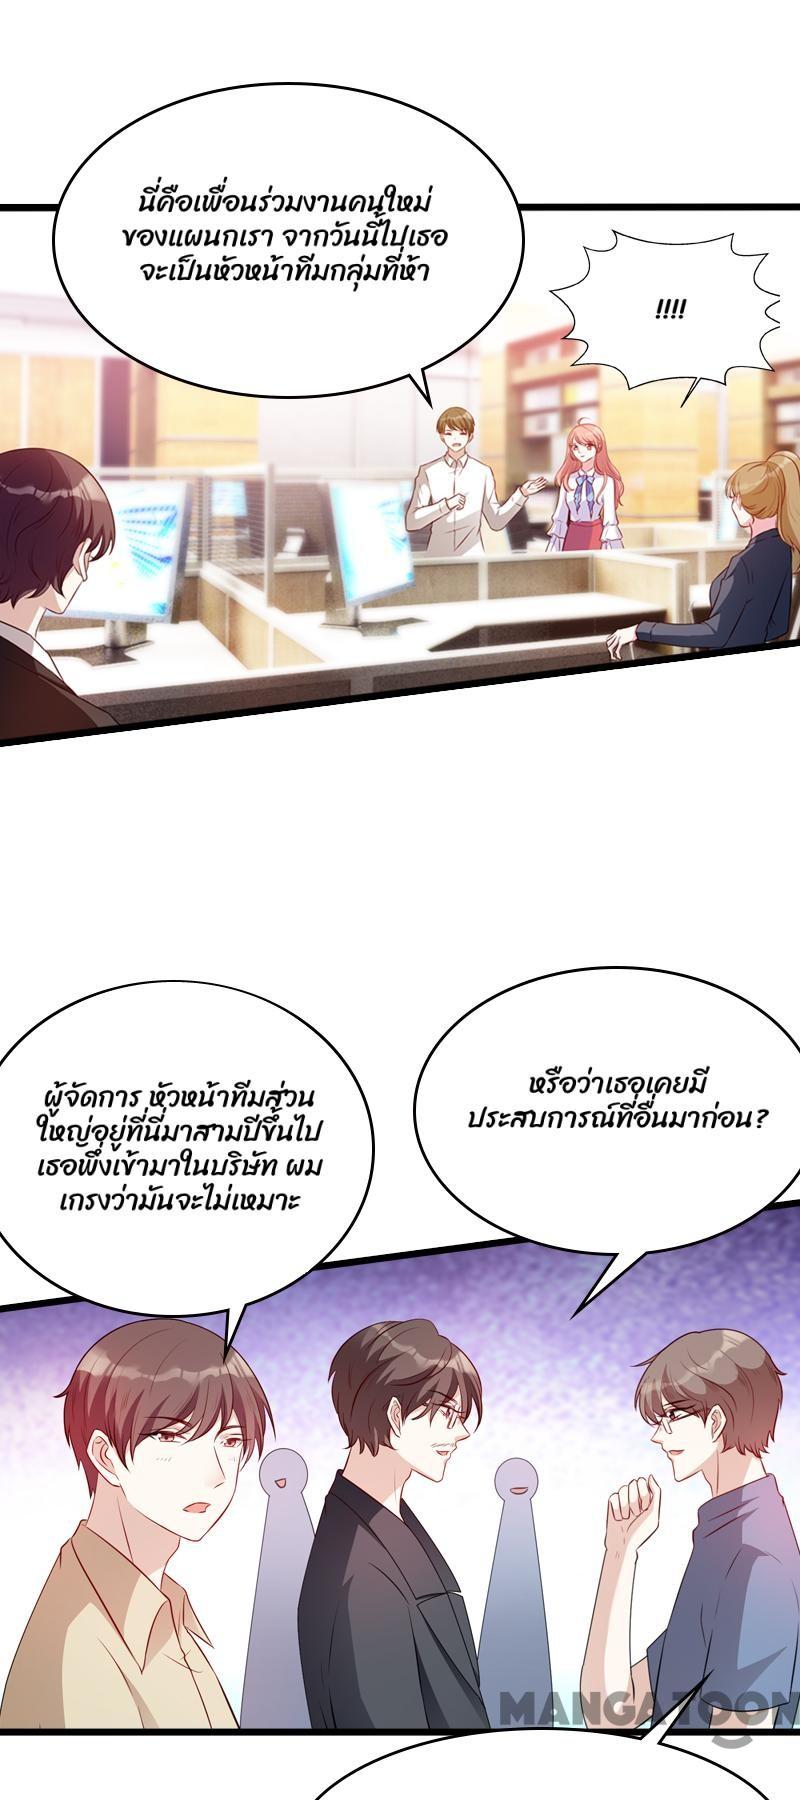 นี่คือเพื่อนร่วมงานคนใหม่
ของแผนกเรา จากวันนี้ไปเธอ
จะเป็นหัวหน้าทีมกลุ่มที่ห้า
!!!!
ผู้จัดการ หัวหน้าทีมส่วน
ใหญ่อยู่ที่นี่มาสามปีขึ้นไป
เธอพึ่งเข้ามาในบริษัท ผม
เกรงว่ามันจะไม่เหมาะ
หรือว่าเธอเคยมี
ประสบการณ์ที่อื่นมาก่อน?
MANGATOON